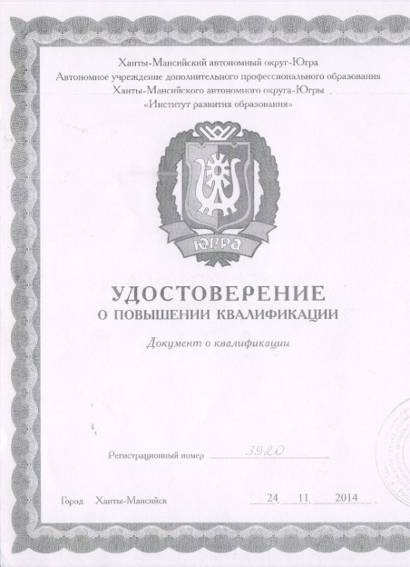 Ханты-Мансийский автономный округ-Югра
Автономное учреждение дополнительного профессионального образования
Ханты-Мансийского автономного округа-Югры
«Институт развития образования»
ЮГРА
УДОСТОВЕРЕНИЕ
О ПОВЫШЕНИИ КВАЛИФИКАЦИИ
Документ о квалификации
Регистрационный номер 3920
Город Ханты-Мансийск 24 . 11 . 2014 .